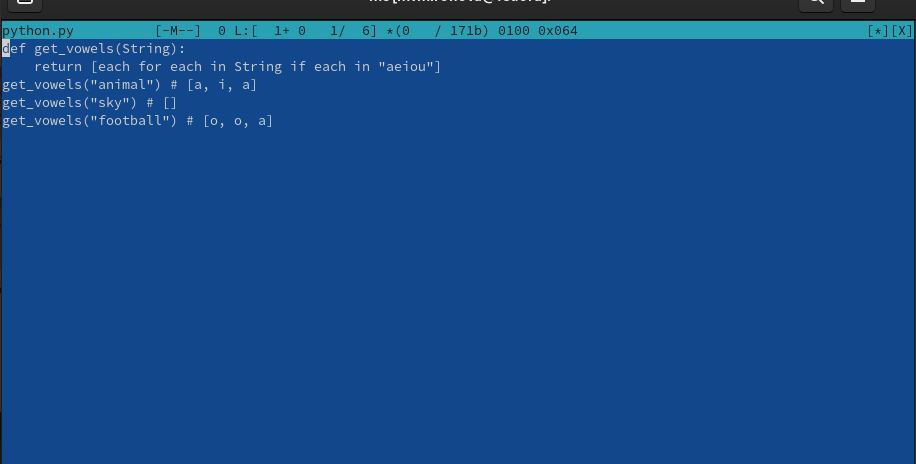 python.py [-M--] 0 L:[ 1+ 0 1/ 6] *(0 / 171b) 0100 0x064 [*][X]
def get_vowels(String):
    return [each for each in String if each in "aeiou"]
get_vowels("animal") # [a, i, a]
get_vowels("sky") # []
get_vowels("football") # [o, o, a]